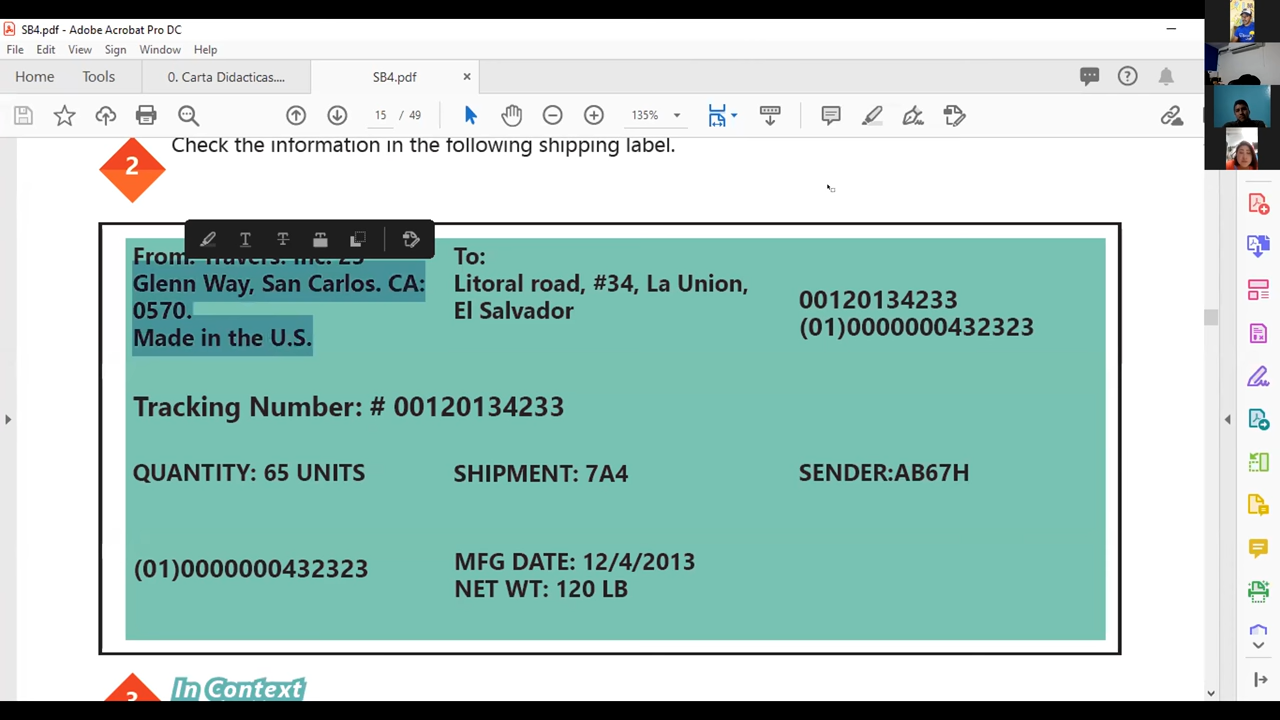 SB4.pdf - Adobe Acrobat Pro DC
File Edit View Sign Window Help
Home Tools 0. Carta Didacticas.... SB4.pdf ×
15 / 49 135%
2 Check the information in the following shipping label.
From: Travers. Inc. 25
Glenn Way, San Carlos. CA:
0570.
Made in the U.S.
To:
Litoral road, #34, La Union,
El Salvador
00120134233
(01)0000000432323
Tracking Number: # 00120134233
QUANTITY: 65 UNITS
SHIPMENT: 7A4
SENDER:AB67H
(01)0000000432323
MFG DATE: 12/4/2013
NET WT: 120 LB
3 In Context